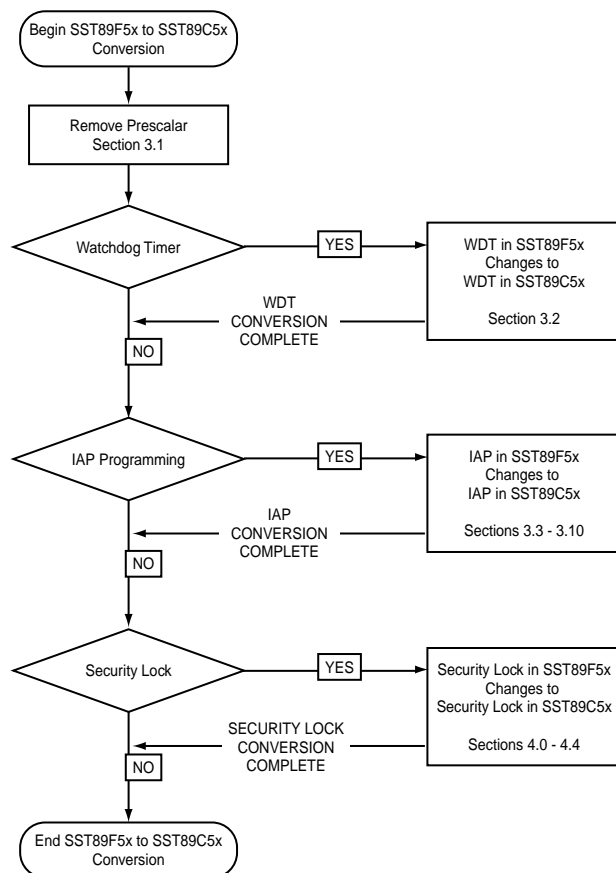 Begin SST89F5x to SST89C5x
Conversion
Remove Prescalar
Section 3.1
Watchdog Timer
YES
WDT in SST89F5x
Changes to
WDT in SST89C5x
Section 3.2
WDT
CONVERSION
COMPLETE
NO
IAP Programming
YES
IAP in SST89F5x
Changes to
IAP in SST89C5x
Sections 3.3 - 3.10
IAP
CONVERSION
COMPLETE
NO
Security Lock
YES
Security Lock in SST89F5x
Changes to
Security Lock in SST89C5x
Sections 4.0 - 4.4
SECURITY LOCK
CONVERSION
COMPLETE
NO
End SST89F5x to SST89C5x
Conversion